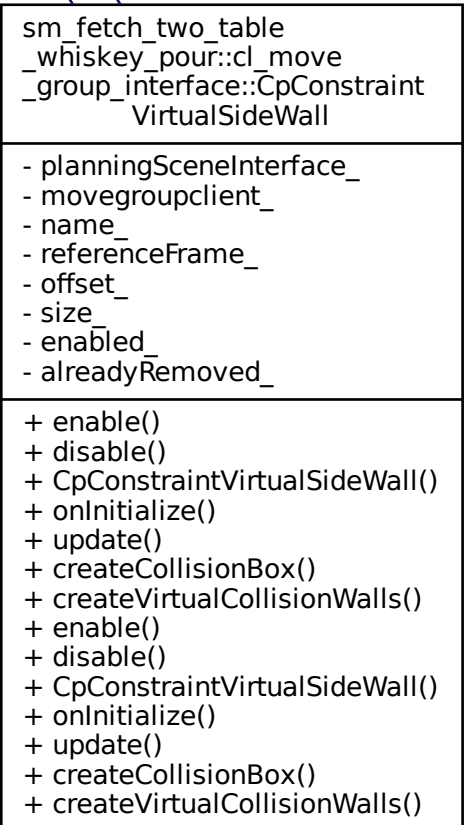 sm_fetch_two_table
_whiskey_pour::cl_move
_group_interface::CpConstraint
VirtualSideWall
- planningSceneInterface_
- movegroupclient_
- name_
- referenceFrame_
- offset_
- size_
- enabled_
- alreadyRemoved_
+ enable()
+ disable()
+ CpConstraintVirtualSideWall()
+ onInitialize()
+ update()
+ createCollisionBox()
+ createVirtualCollisionWalls()
+ enable()
+ disable()
+ CpConstraintVirtualSideWall()
+ onInitialize()
+ update()
+ createCollisionBox()
+ createVirtualCollisionWalls()